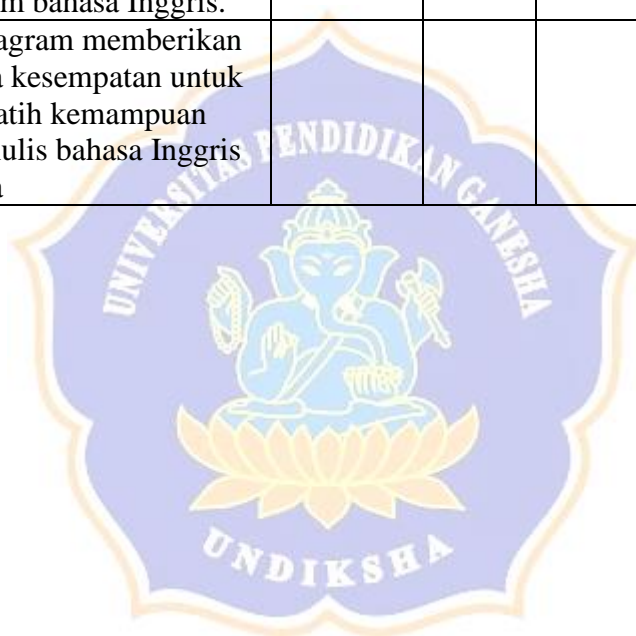 m bahasa Inggris.
agram memberikan
a kesempatan untuk
atih kemampuan
ulis bahasa Inggris
a
UNIVERSITAS PENDIDIKAN GANESHA
UNDIKSHA